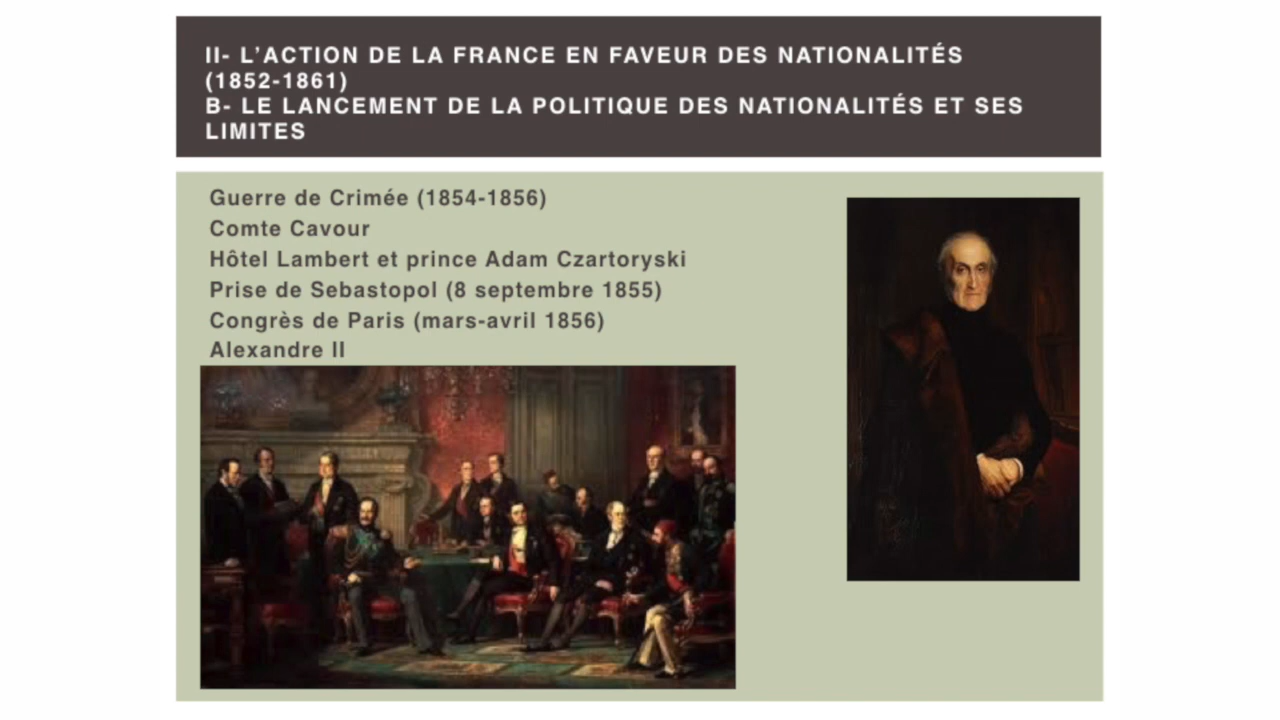 II- L’ACTION DE LA FRANCE EN FAVEUR DES NATIONALITÉS
(1852-1861)
B- LE LANCEMENT DE LA POLITIQUE DES NATIONALITÉS ET SES
LIMITES
Guerre de Crimée (1854-1856)
Comte Cavour
Hôtel Lambert et prince Adam Czartoryski
Prise de Sebastopol (8 septembre 1855)
Congrès de Paris (mars-avril 1856)
Alexandre II